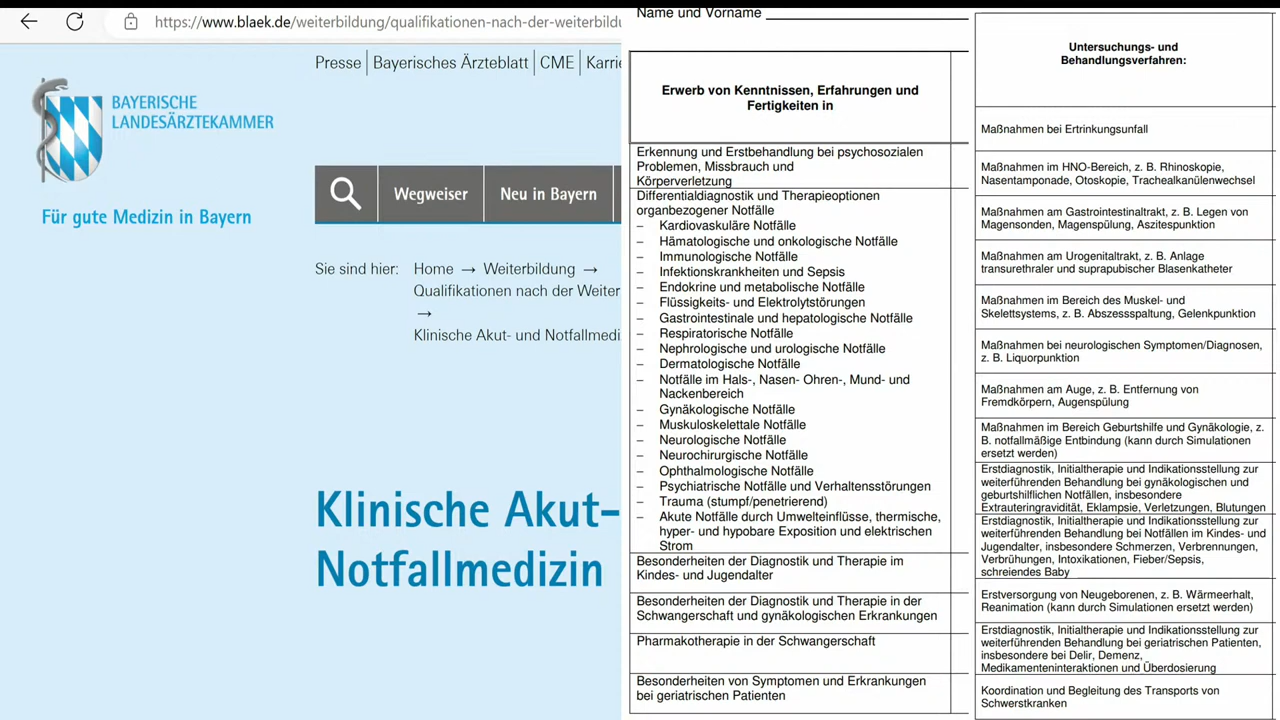 https://www.blaek.de/weiterbildung/qualifikationen-nach-der-weiterbildu
Presse
Bayerisches Ärzteblatt
CME
Karrie
BAYERISCHE
LANDESÄRZTEKAMMER
Für gute Medizin in Bayern
Wegweiser
Neu in Bayern
Sie sind hier: Home → Weiterbildung →
Qualifikationen nach der Weiter
→
Klinische Akut- und Notfallmedi
Klinische Akut-
Notfallmedizin
Name und Vorname
Erwerb von Kenntnissen, Erfahrungen und
Fertigkeiten in
Erkennung und Erstbehandlung bei psychosozialen
Problemen, Missbrauch und
Körperverletzung
Differentialdiagnostik und Therapieoptionen
organbezogener Notfälle
– Kardiovaskuläre Notfälle
– Hämatologische und onkologische Notfälle
– Immunologische Notfälle
– Infektionskrankheiten und Sepsis
– Endokrine und metabolische Notfälle
– Flüssigkeits- und Elektrolytstörungen
– Gastrointestinale und hepatologische Notfälle
– Respiratorische Notfälle
– Nephrologische und urologische Notfälle
– Dermatologische Notfälle
– Notfälle im Hals-, Nasen- Ohren-, Mund- und
Nackenbereich
– Gynäkologische Notfälle
– Muskuloskelettale Notfälle
– Neurologische Notfälle
– Neurochirurgische Notfälle
– Ophthalmologische Notfälle
– Psychiatrische Notfälle und Verhaltensstörungen
– Trauma (stumpf/penetrierend)
– Akute Notfälle durch Umwelteinflüsse, thermische,
hyper- und hypobare Exposition und elektrischen
Strom
Besonderheiten der Diagnostik und Therapie im
Kindes- und Jugendalter
Besonderheiten der Diagnostik und Therapie in der
Schwangerschaft und gynäkologischen Erkrankungen
Pharmakotherapie in der Schwangerschaft
Besonderheiten von Symptomen und Erkrankungen
bei geriatrischen Patienten
Untersuchungs- und
Behandlungsverfahren:
Maßnahmen bei Ertrinkungsunfall
Maßnahmen im HNO-Bereich, z. B. Rhinoskopie,
Nasentamponade, Otoskopie, Trachealkanülenwechsel
Maßnahmen am Gastrointestinaltrakt, z. B. Legen von
Magensonden, Magenspülung, Aszitespunktion
Maßnahmen am Urogenitaltrakt, z. B. Anlage
transurethraler und suprapubischer Blasenkatheter
Maßnahmen im Bereich des Muskel- und
Skelettsystems, z. B. Abszessspaltung, Gelenkpunktion
Maßnahmen bei neurologischen Symptomen/Diagnosen,
z. B. Liquorpunktion
Maßnahmen am Auge, z. B. Entfernung von
Fremdkörpern, Augenspülung
Maßnahmen im Bereich Geburtshilfe und Gynäkologie, z.
B. notfallmäßige Entbindung (kann durch Simulationen
ersetzt werden)
Erstdiagnostik, Initialtherapie und Indikationsstellung zur
weiterführenden Behandlung bei gynäkologischen und
geburtshilflichen Notfällen, insbesondere
Extrauteringravidität, Eklampsie, Verletzungen, Blutungen
Erstdiagnostik, Initialtherapie und Indikationsstellung zur
weiterführenden Behandlung bei Notfällen im Kindes- und
Jugendalter, insbesondere Schmerzen, Verbrennungen,
Verbrühungen, Intoxikationen, Fieber/Sepsis,
schreiendes Baby
Erstversorgung von Neugeborenen, z. B. Wärmeerhalt,
Reanimation (kann durch Simulationen ersetzt werden)
Erstdiagnostik, Initialtherapie und Indikationsstellung zur
weiterführenden Behandlung bei geriatrischen Patienten,
insbesondere bei Delir, Demenz,
Medikamenteninteraktionen und Überdosierung
Koordination und Begleitung des Transports von
Schwerstkranken